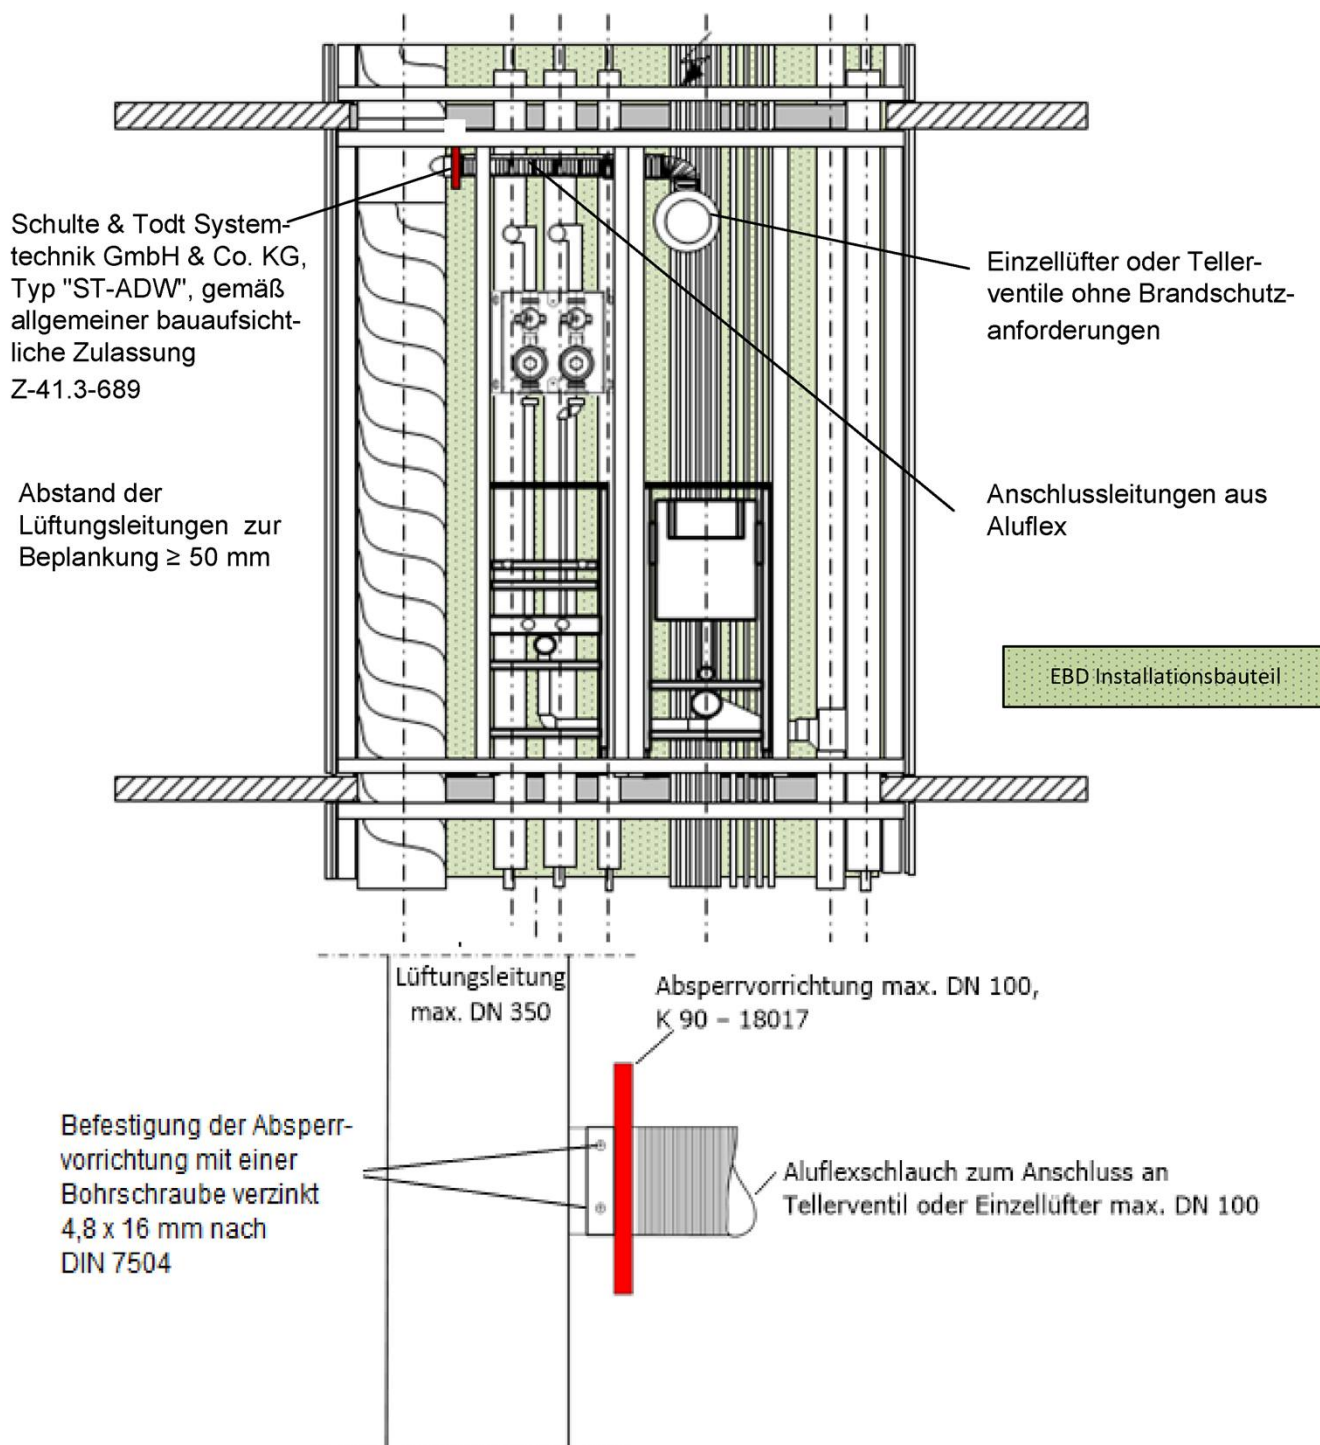 Schulte & Todt System-
technik GmbH & Co. KG,
Typ "ST-ADW", gemäß
allgemeiner bauaufsicht-
liche Zulassung
Z-41.3-689
Einzellüfter oder Teller-
ventile ohne Brandschutz-
anforderungen
Abstand der
Lüftungsleitungen zur
Beplankung ≥ 50 mm
Anschlussleitungen aus
Aluflex
EBD Installationsbauteil
Lüftungsleitung
max. DN 350
Absperrvorrichtung max. DN 100,
K 90 – 18017
Befestigung der Absperr-
vorrichtung mit einer
Bohrschraube verzinkt
4,8 x 16 mm nach
DIN 7504
Aluflexschlauch zum Anschluss an
Tellerventil oder Einzellüfter max. DN 100